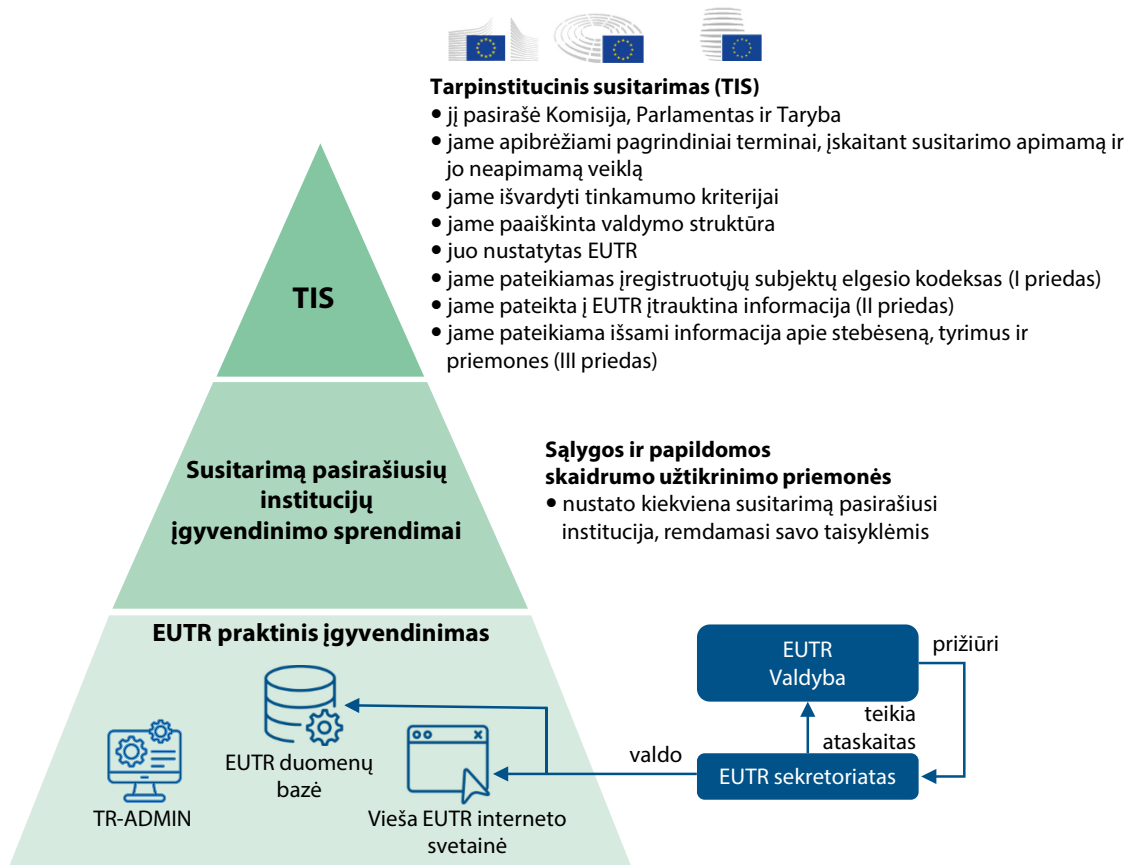 Tarpinstitucinis susitarimas (TIS)
• jį pasirašė Komisija, Parlamentas ir Taryba
• jame apibrėžiami pagrindiniai terminai, įskaitant susitarimo apimamą ir
jo neapimamą veiklą
• jame išvardyti tinkamumo kriterijai
• jame paaiškinta valdymo struktūra
• juo nustatytas EUTR
• jame pateikiamas įregistruotųjų subjektų elgesio kodeksas (I priedas)
• jame pateikta į EUTR įtrauktina informacija (II priedas)
• jame pateikiama išsami informacija apie stebėseną, tyrimus ir
priemones (III priedas)
TIS
Susitarimą pasirašiusių
institucijų
įgyvendinimo sprendimai
Sąlygos ir papildomos
skaidrumo užtikrinimo priemonės
• nustato kiekviena susitarimą pasirašiusi
institucija, remdamasi savo taisyklėmis
EUTR praktinis įgyvendinimas
TR-ADMIN
EUTR duomenų
bazė
Vieša EUTR interneto
svetainė
valdo
EUTR
Valdyba
prižiūri
teikia
ataskaitas
EUTR sekretoriatas